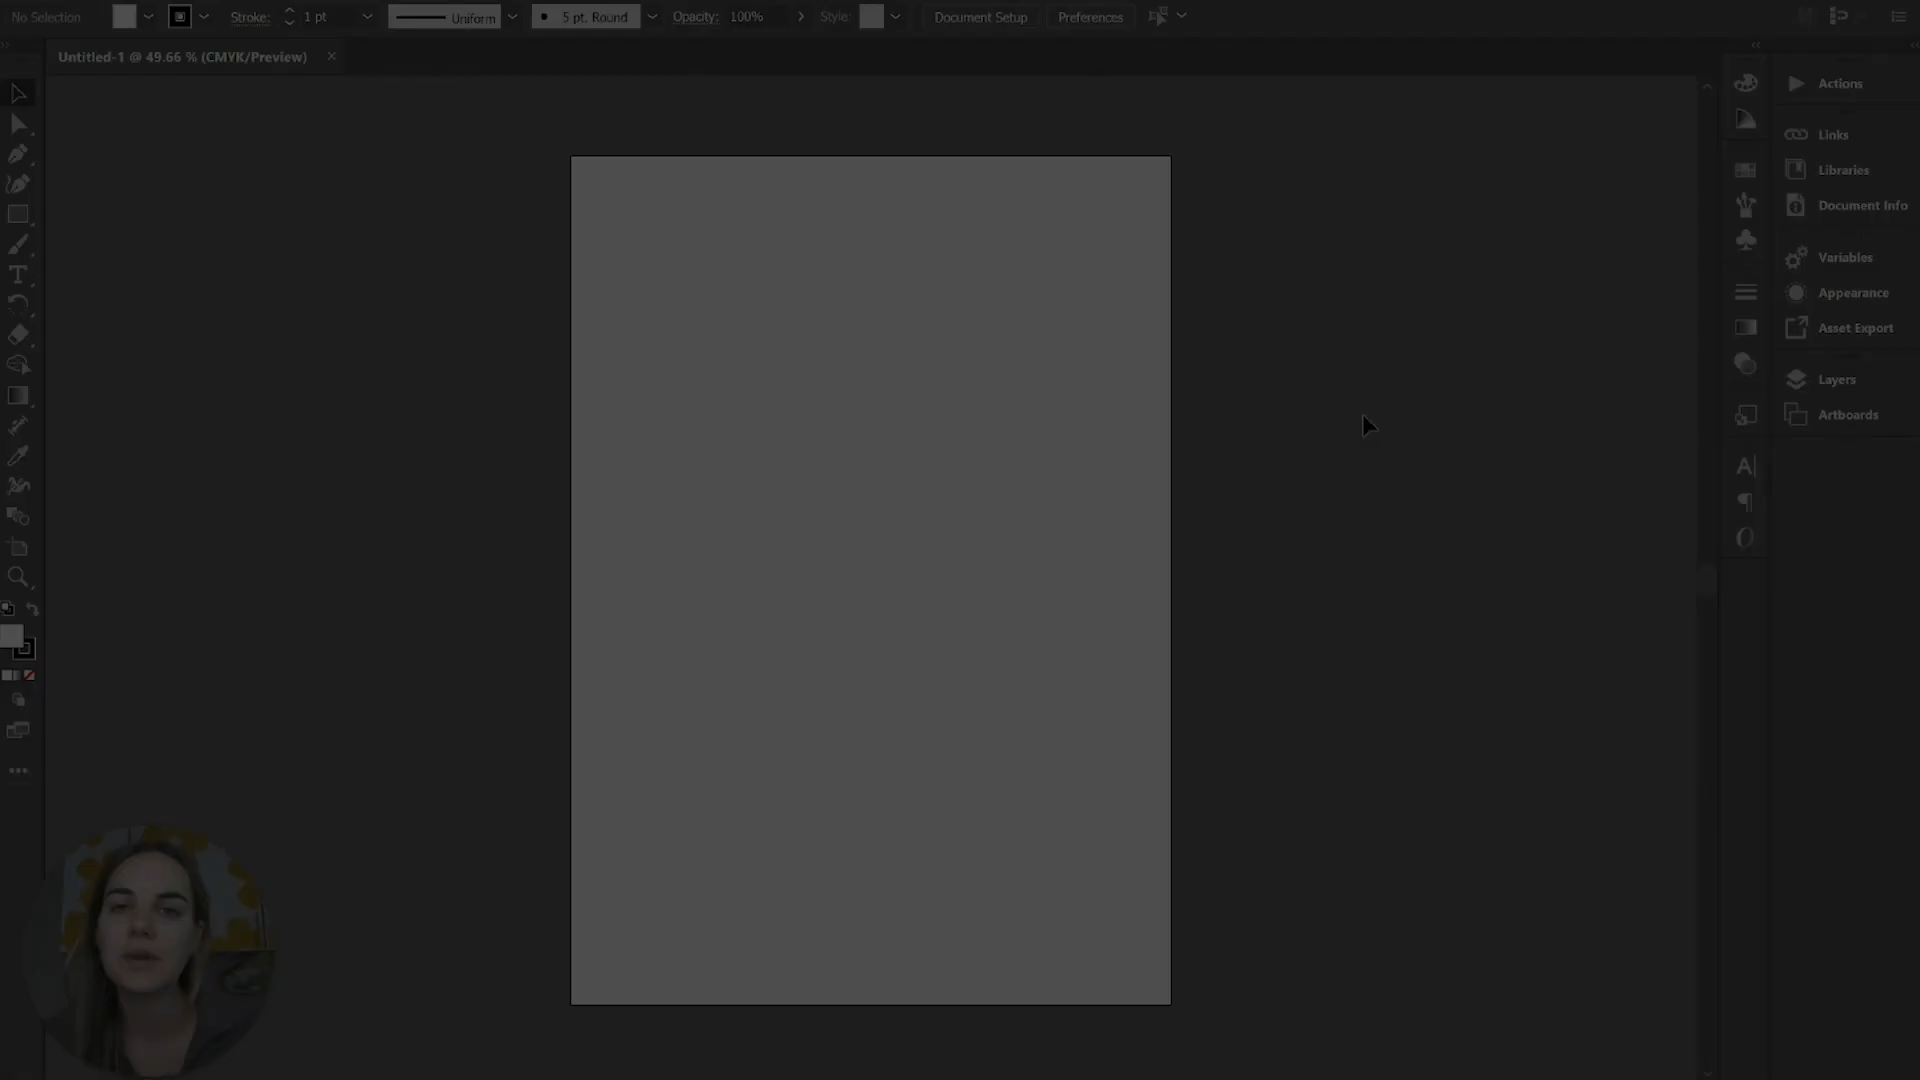 No Selection
Stroke: 1 pt
Uniform
5 pt. Round
Opacity: 100%
Style:
Document Setup
Preferences
Untitled-1 @ 49.66 % (CMYK/Preview)
Actions
Links
Libraries
Document Info
Variables
Appearance
Asset Export
Layers
Artboards